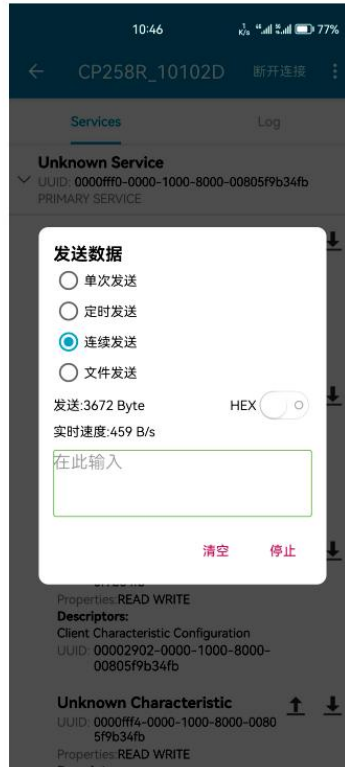 10:46
77%
CP258R_10102D 断开连接
Services Log
Unknown Service
UUID: 0000fff0-0000-1000-8000-00805f9b34fb
PRIMARY SERVICE
发送数据
单次发送
定时发送
连续发送
文件发送
发送:3672 Byte HEX
实时速度:459 B/s
在此输入
清空 停止
Properties:READ WRITE
Descriptors:
Client Characteristic Configuration
UUID: 00002902-0000-1000-8000-
00805f9b34fb
Unknown Characteristic
UUID: 0000fff4-0000-1000-8000-0080
5f9b34fb
Properties:READ WRITE